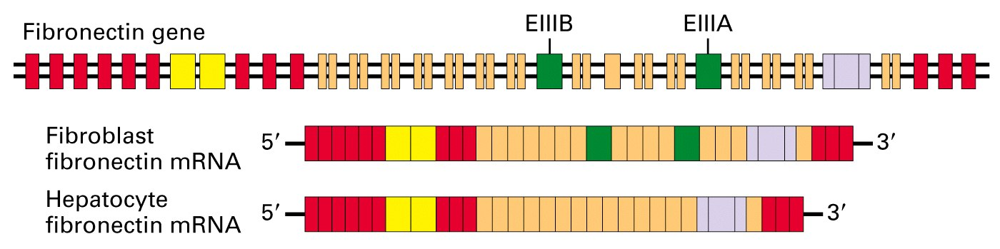 EIIIB
EIIIA
Fibronectin gene
Fibroblast
fibronectin mRNA
5′
3′
Hepatocyte
fibronectin mRNA
5′
3′